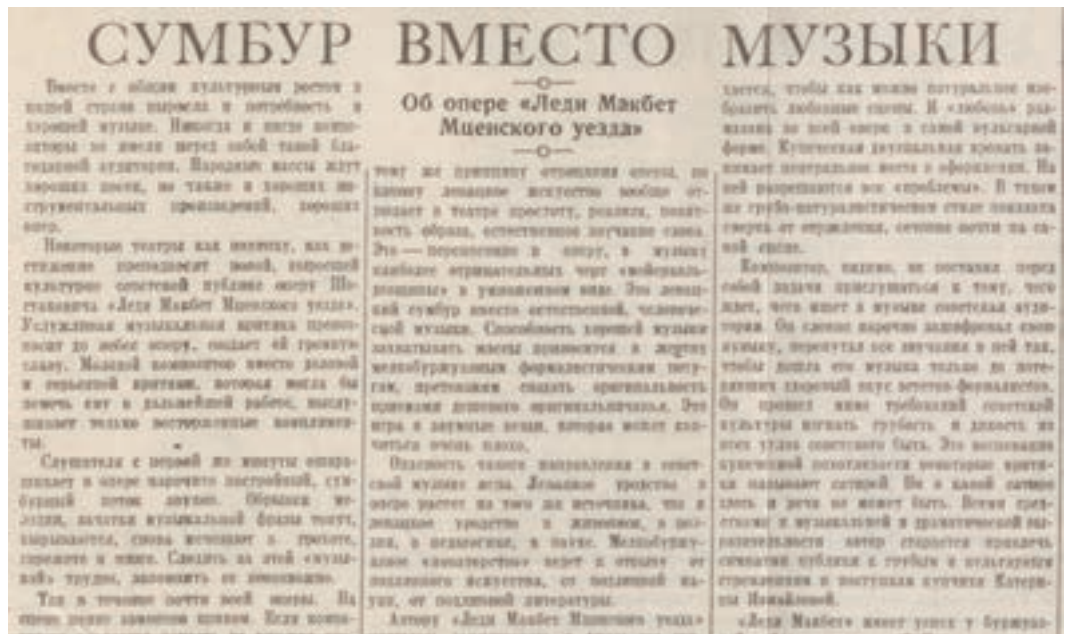 СУМБУР ВМЕСТО МУЗЫКИ
Об опере «Леди Макбет
Мценского уезда»
Вместе с общим культурным ростом в
нашей стране выросла и потребность в
хорошей музыке. Никогда и нигде компо-
зиторы не имели перед собой такой бла-
годарной аудитории. Народные массы ждут
хороших песен, но также и хороших ин-
струментальных произведений, хороших
опер.
Некоторые театры как новинку, как до-
стижение преподносят новой, выросшей
культурно советской публике оперу Шо-
стаковича «Леди Макбет Мценского уезда».
Услужливая музыкальная критика превоз-
носит до небес оперу, создает ей громкую
славу. Молодой композитор вместо деловой
и серьезной критики, которая могла бы
помочь ему в дальнейшей работе, выслу-
шивает только восторженные комплимен-
ты.
Слушателя с первой же минуты ошара-
шивает в опере нарочито нестройный, сум-
бурный поток звуков. Обрывки ме-
лодии, зачатки музыкальной фразы тонут,
вырываются, снова исчезают в грохоте,
скрежете и визге. Следить за этой «музы-
кой» трудно, запомнить ее невозможно.
Так в течение почти всей оперы. На
сцене пение заменено криком. Если компо-
тому же принципу отрицания оперы, по
какому левацкое искусство вообще от-
рицает в театре простоту, реализм, понят-
ность образа, естественное звучание слова.
Это — перенесение в оперу, в музыку
наиболее отрицательных черт «мейерхоль-
довщины» в умноженном виде. Это левац-
кий сумбур вместо естественной, человече-
ской музыки. Способность хорошей музыки
захватывать массы приносится в жертву
мелкобуржуазным формалистическим поту-
гам, претензиям создать оригинальность
приемами дешевого оригинальничанья. Это
игра в заумные вещи, которая может кон-
читься очень плохо.
Опасность такого направления в совет-
ской музыке ясна. Левацкое уродство в
опере растет из того же источника, что и
левацкое уродство в живописи, в поэ-
зии, в педагогике, в науке. Мелкобуржу-
азное «новаторство» ведет к отрыву от
подлинного искусства, от подлинной на-
уки, от подлинной литературы.
Автору «Леди Макбет Мценского уезда»
хается, чтобы как можно натуральнее изо-
бразить любовные сцены. И «любовь» раз-
мазана во всей опере в самой вульгарной
форме. Купеческая двуспальная кровать за-
нимает центральное место в оформлении. На
ней разрешаются все «проблемы». В таком
же грубо-натуралистическом стиле показана
смерть от отравления, сечение почти на са-
мой сцене.
Композитор, видимо, не поставил перед
собой задачи прислушаться к тому, чего
ждет, чего ищет в музыке советская ауди-
тория. Он словно нарочно зашифровал свою
музыку, перепутал все звучания в ней так,
чтобы дошла его музыка только до поте-
рявших здоровый вкус эстетов-формалистов.
Он прошел мимо требований советской
культуры изгнать грубость и дикость из
всех углов советского быта. Это воспевание
купеческой похотливости некоторые крити-
ки называют сатирой. Ни о какой сатире
здесь и речи не может быть. Всеми сред-
ствами и музыкальной и драматической вы-
разительности автор старается привлечь
симпатии публики к грубым и вульгарным
стремлениям и поступкам купчихи Катери-
ны Измайловой.
«Леди Макбет» имеет успех у буржуаз-